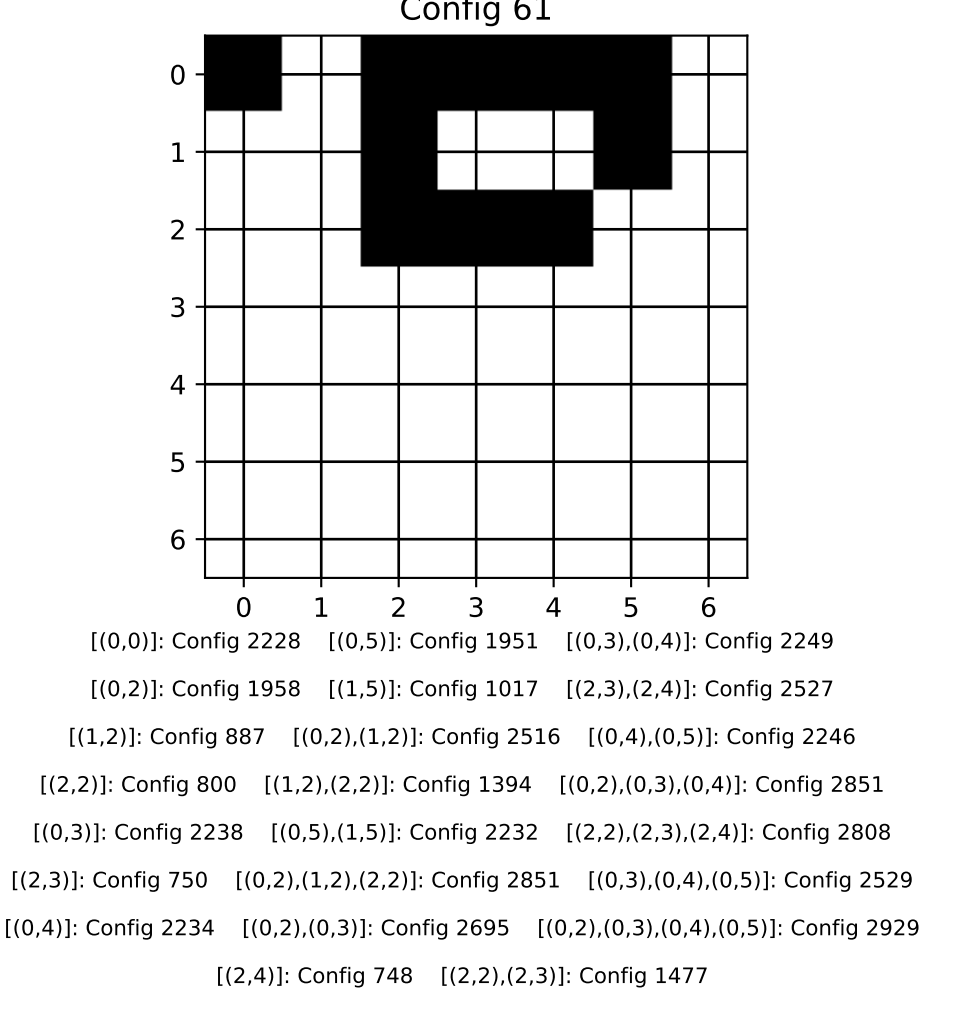 Config 61
0
1
2
3
4
5
6
0 1 2 3 4 5 6
[(0,0)]: Config 2228 [(0,5)]: Config 1951 [(0,3),(0,4)]: Config 2249
[(0,2)]: Config 1958 [(1,5)]: Config 1017 [(2,3),(2,4)]: Config 2527
[(1,2)]: Config 887 [(0,2),(1,2)]: Config 2516 [(0,4),(0,5)]: Config 2246
[(2,2)]: Config 800 [(1,2),(2,2)]: Config 1394 [(0,2),(0,3),(0,4)]: Config 2851
[(0,3)]: Config 2238 [(0,5),(1,5)]: Config 2232 [(2,2),(2,3),(2,4)]: Config 2808
[(2,3)]: Config 750 [(0,2),(1,2),(2,2)]: Config 2851 [(0,3),(0,4),(0,5)]: Config 2529
[(0,4)]: Config 2234 [(0,2),(0,3)]: Config 2695 [(0,2),(0,3),(0,4),(0,5)]: Config 2929
[(2,4)]: Config 748 [(2,2),(2,3)]: Config 1477